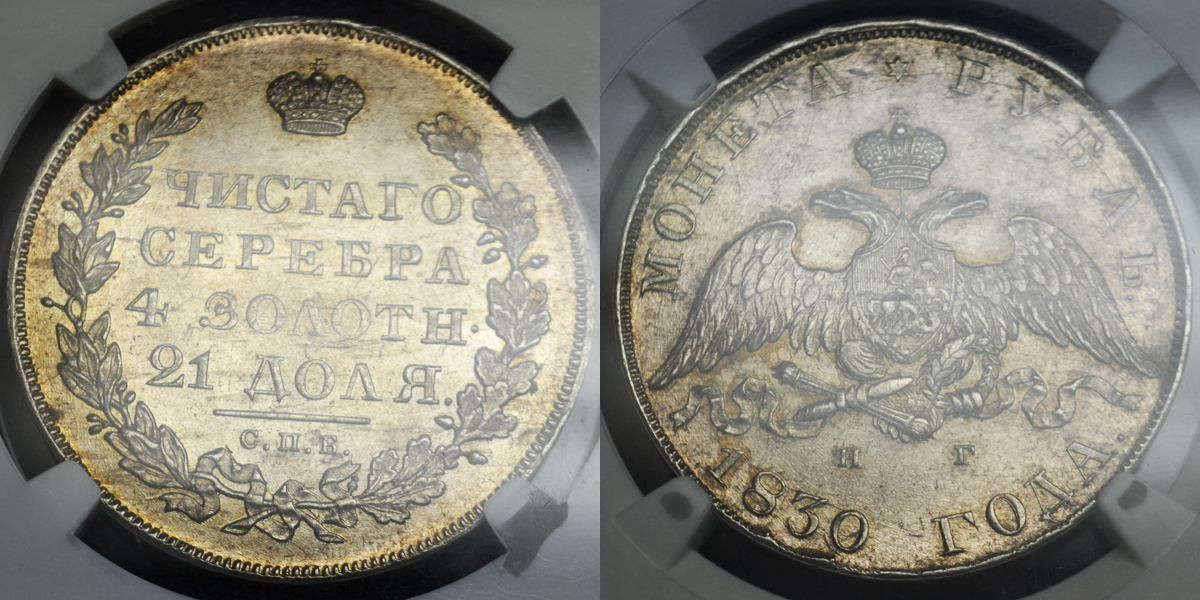 ЧИСТАГО
СЕРЕБРА
4 ЗОЛОТН.
21 ДОЛЯ.
С.П.Б.
МОНЕТА ✡ РУБЛЬ.
Н Г
1830 ГОДА.